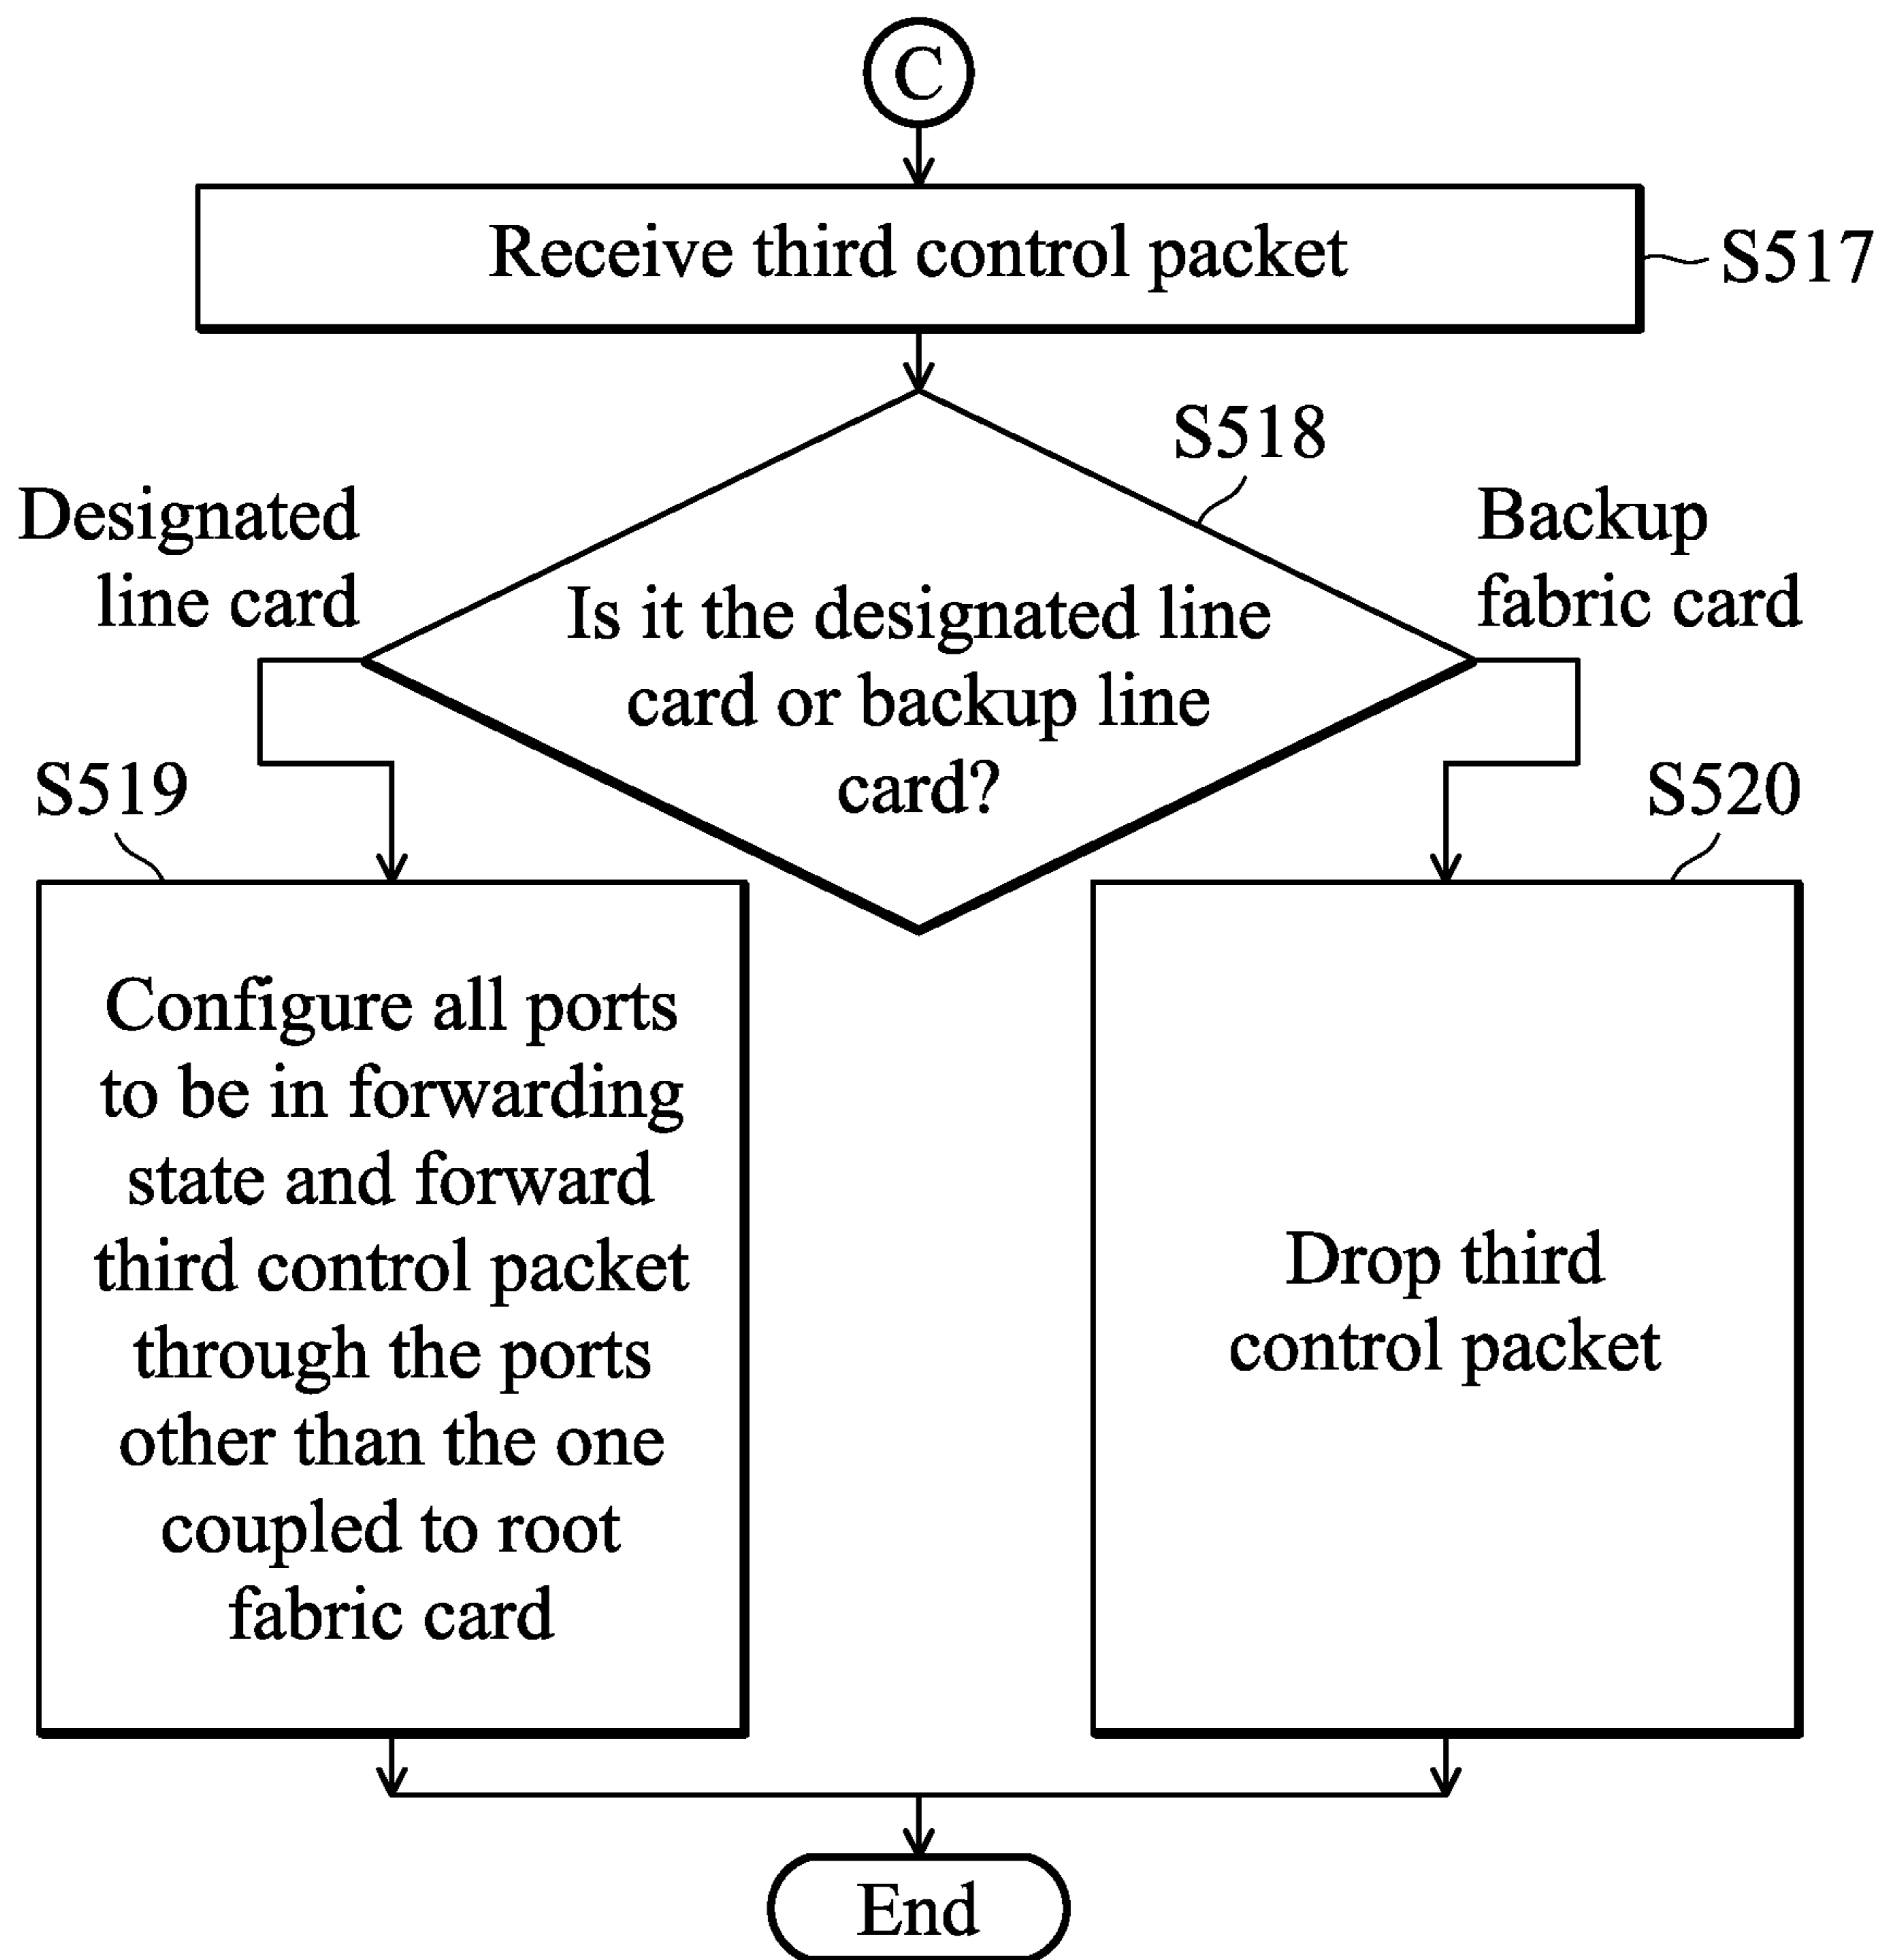 C
Receive third control packet
S517
S518
Designated
line card
Is it the designated line
card or backup line
card?
Backup
fabric card
S519
Configure all ports
to be in forwarding
state and forward
third control packet
through the ports
other than the one
coupled to root
fabric card
S520
Drop third
control packet
End